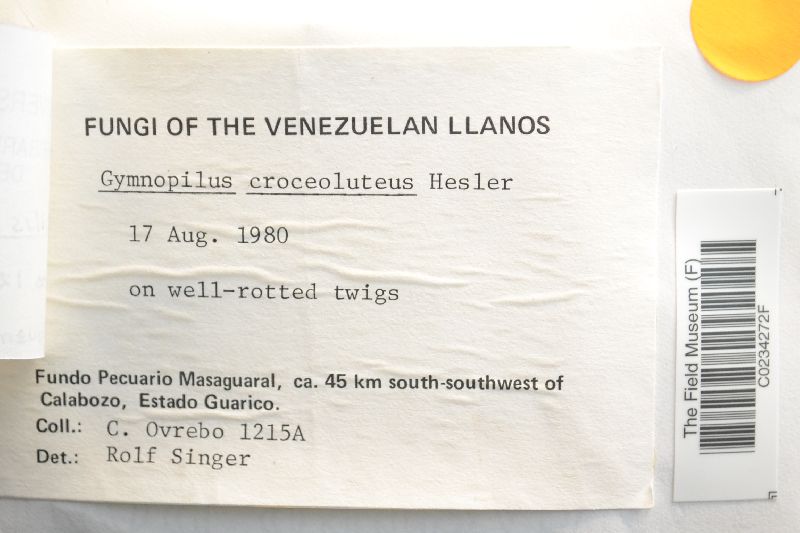 FUNGI OF THE VENEZUELAN LLANOS
Gymnopilus croceoluteus Hesler
17 Aug. 1980
on well-rotted twigs
Fundo Pecuario Masaguaral, ca. 45 km south-southwest of
Calabozo, Estado Guarico.
Coll.: C. Ovrebo 1215A
Det.: Rolf Singer
The Field Museum (F)
C0234272F